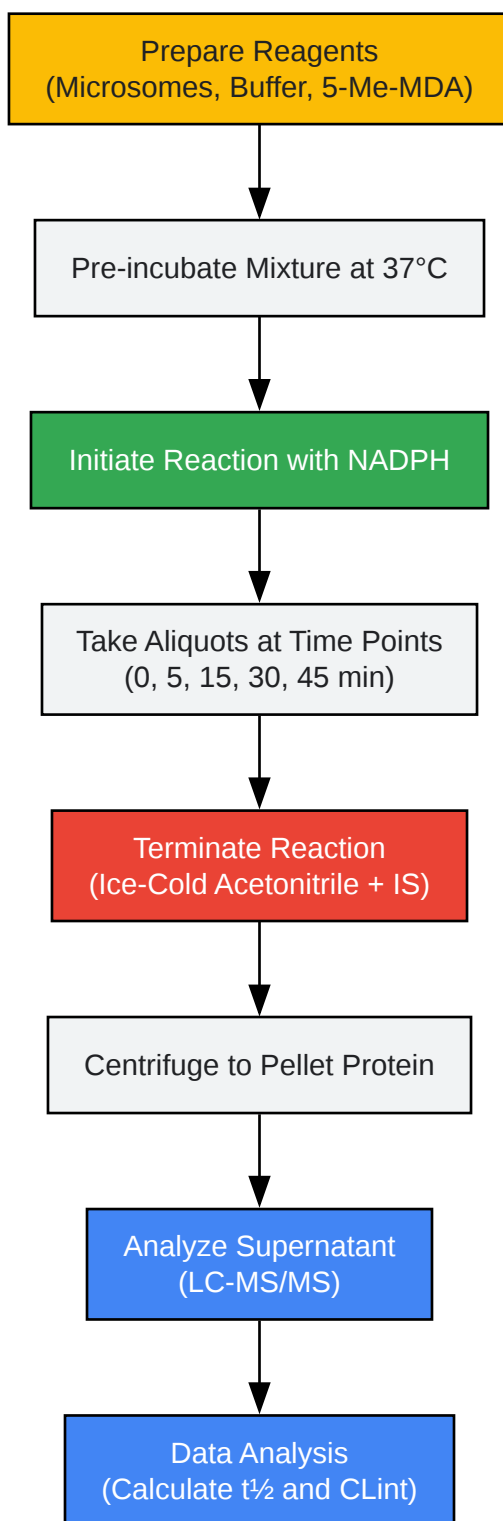 Prepare Reagents
(Microsomes, Buffer, 5-Me-MDA)
Pre-incubate Mixture at 37°C
Initiate Reaction with NADPH
Take Aliquots at Time Points
(0, 5, 15, 30, 45 min)
Terminate Reaction
(Ice-Cold Acetonitrile + IS)
Centrifuge to Pellet Protein
Analyze Supernatant
(LC-MS/MS)
Data Analysis
(Calculate t½ and CLint)